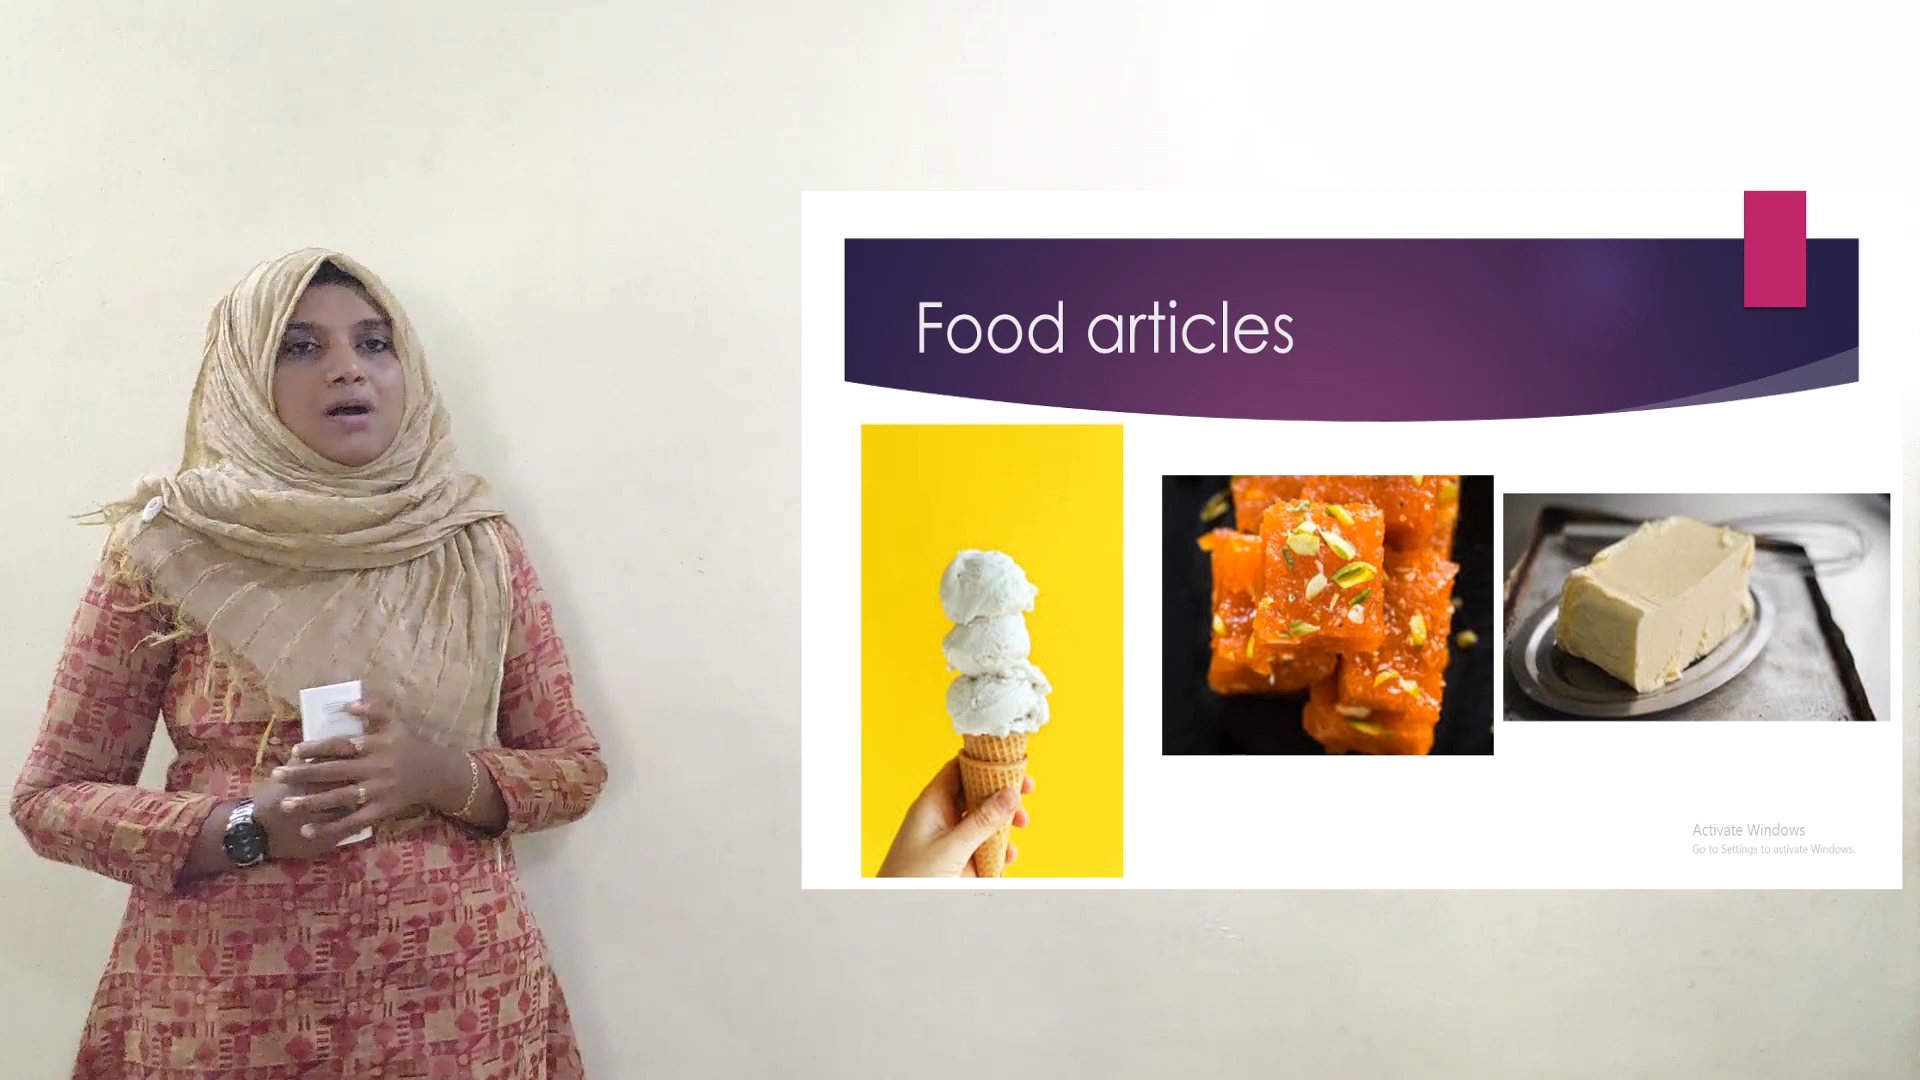 Food articles
Activate Windows
Go to Settings to activate Windows.